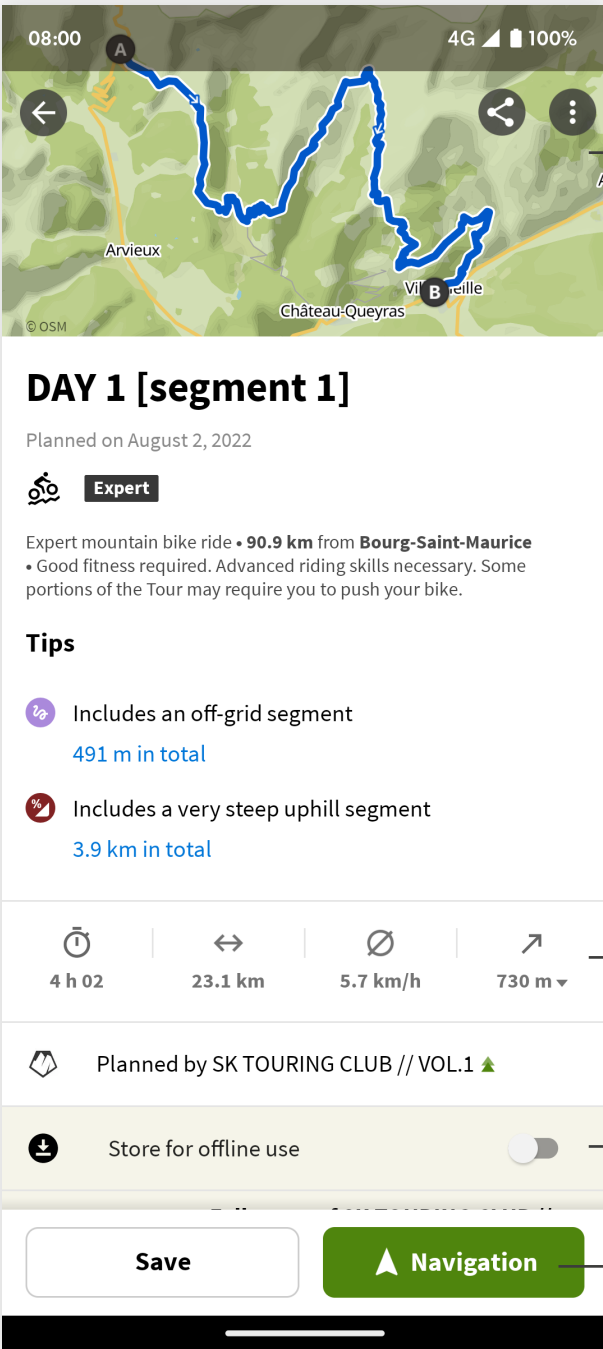 08:00 4G 100%
A
Arvieux
B
Château-Queyras
© OSM
DAY 1 [segment 1]
Planned on August 2, 2022
Expert
Expert mountain bike ride • 90.9 km from Bourg-Saint-Maurice
• Good fitness required. Advanced riding skills necessary. Some
portions of the Tour may require you to push your bike.
Tips
Includes an off-grid segment
491 m in total
%
Includes a very steep uphill segment
3.9 km in total
4 h 02 23.1 km 5.7 km/h 730 m
Planned by SK TOURING CLUB // VOL.1
Store for offline use
Save Navigation